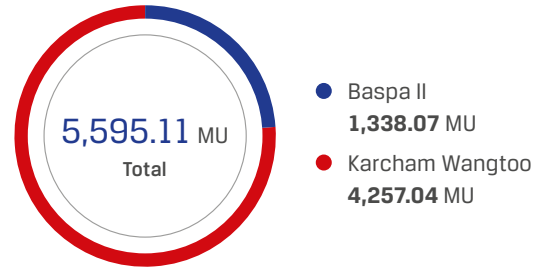 5,595.11 MU
Total
Baspa II
1,338.07 MU
Karcham Wangtoo
4,257.04 MU